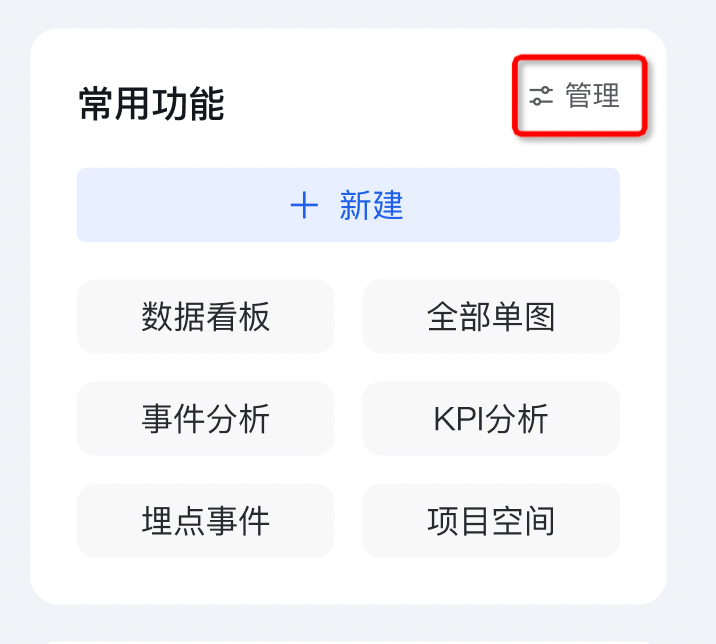 常用功能
管理
新建
数据看板
全部单图
事件分析
KPI分析
埋点事件
项目空间